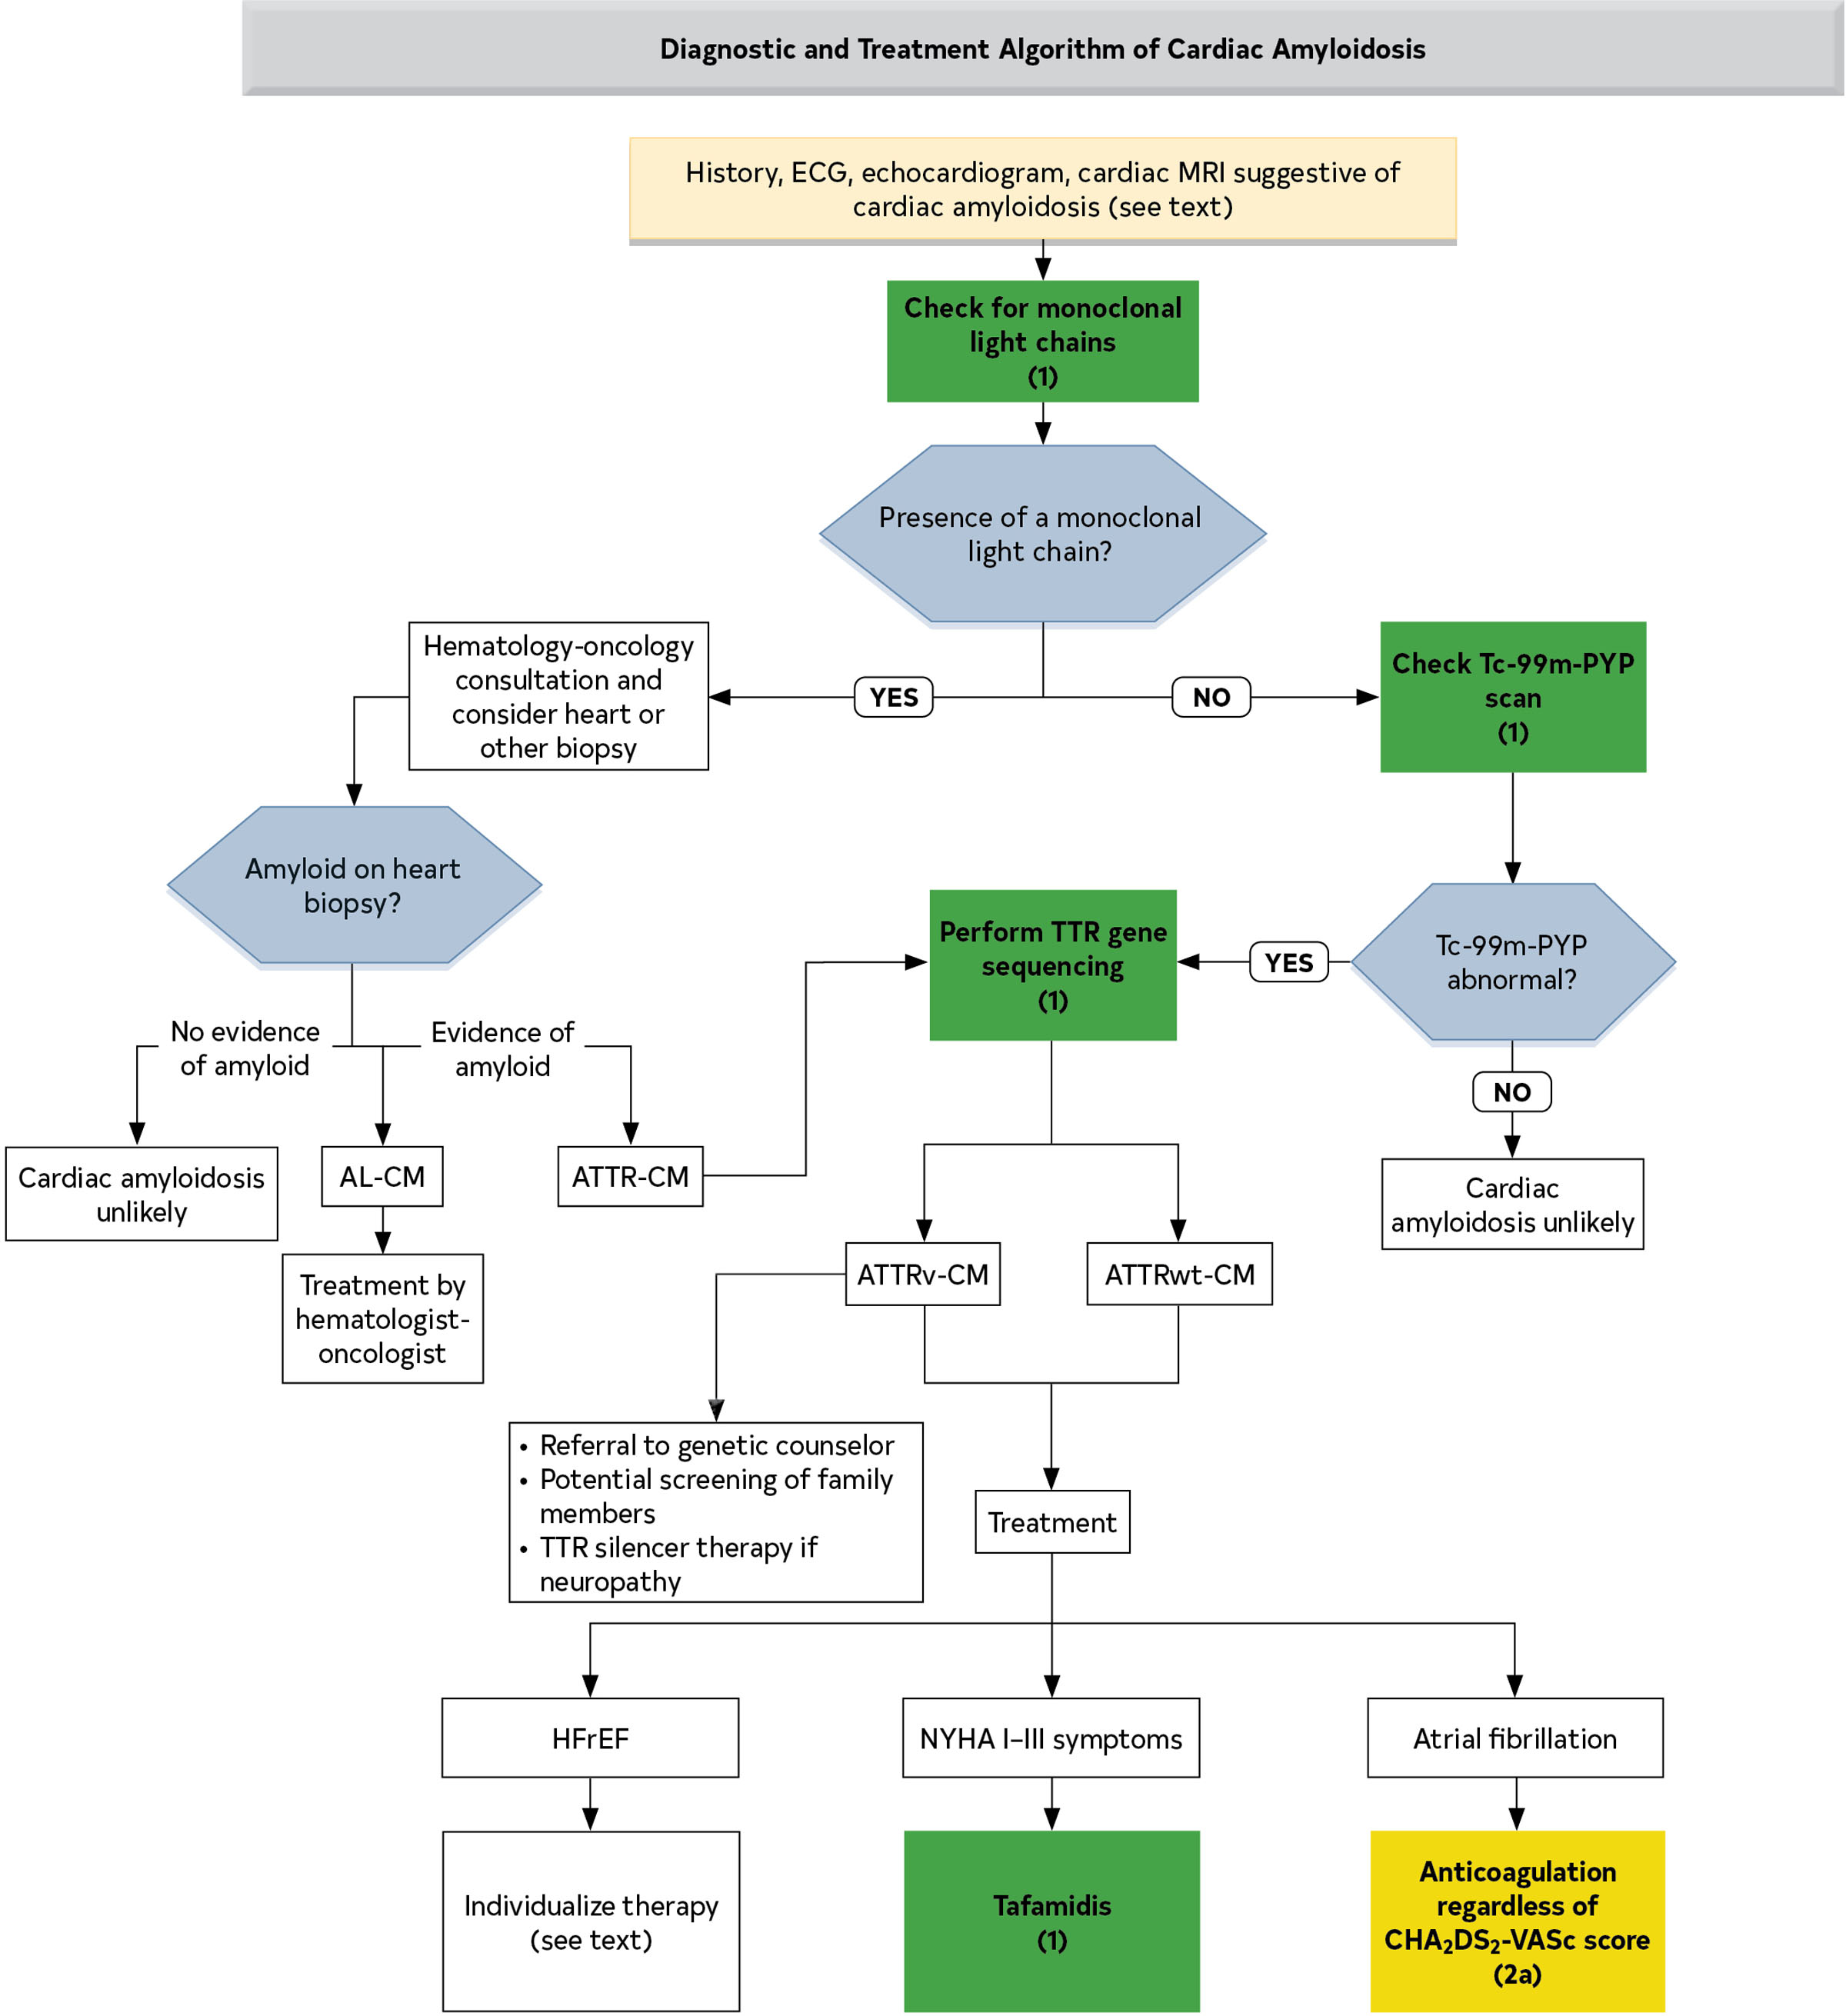 Diagnostic and Treatment Algorithm of Cardiac Amyloidosis
History, ECG, echocardiogram, cardiac MRI suggestive of
cardiac amyloidosis (see text)
Check for monoclonal
light chains
(1)
Presence of a monoclonal
light chain?
YES
NO
Hematology-oncology
consultation and
consider heart or
other biopsy
Check Tc-99m-PYP
scan
(1)
Amyloid on heart
biopsy?
Perform TTR gene
sequencing
(1)
YES
Tc-99m-PYP
abnormal?
No evidence
of amyloid
Evidence of
amyloid
NO
Cardiac amyloidosis
unlikely
AL-CM
ATTR-CM
Cardiac
amyloidosis unlikely
Treatment by
hematologist-
oncologist
ATTRv-CM
ATTRwt-CM
• Referral to genetic counselor
• Potential screening of family
members
• TTR silencer therapy if
neuropathy
Treatment
HFrEF
NYHA I–III symptoms
Atrial fibrillation
Individualize therapy
(see text)
Tafamidis
(1)
Anticoagulation
regardless of
CHA₂DS₂-VASc score
(2a)